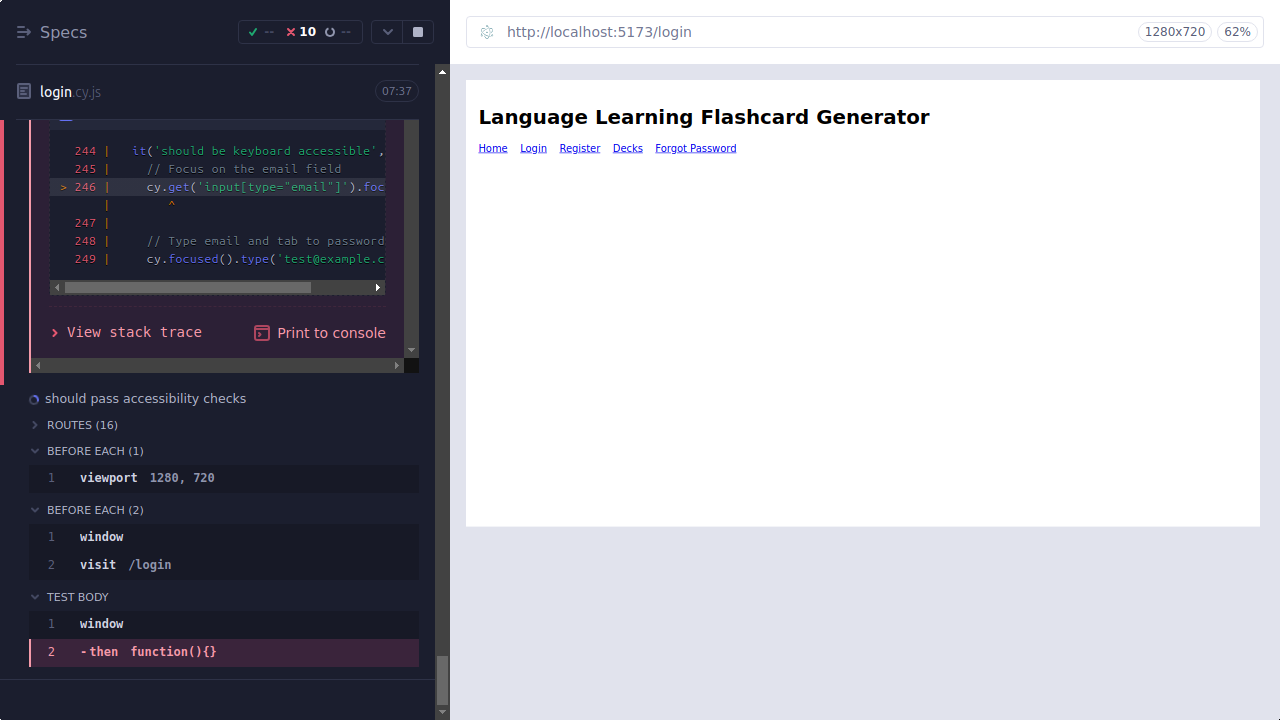 Specs
-- 10 --
login.cy.js
07:37
244 | it('should be keyboard accessible',
245 | // Focus on the email field
> 246 | cy.get('input[type="email"]').foc
| ^
247 |
248 | // Type email and tab to password
249 | cy.focused().type('test@example.c
View stack trace
Print to console
should pass accessibility checks
ROUTES (16)
BEFORE EACH (1)
1 viewport 1280, 720
BEFORE EACH (2)
1 window
2 visit /login
TEST BODY
1 window
2 -then function(){}
http://localhost:5173/login
1280x720
62%
Language Learning Flashcard Generator
Home Login Register Decks Forgot Password